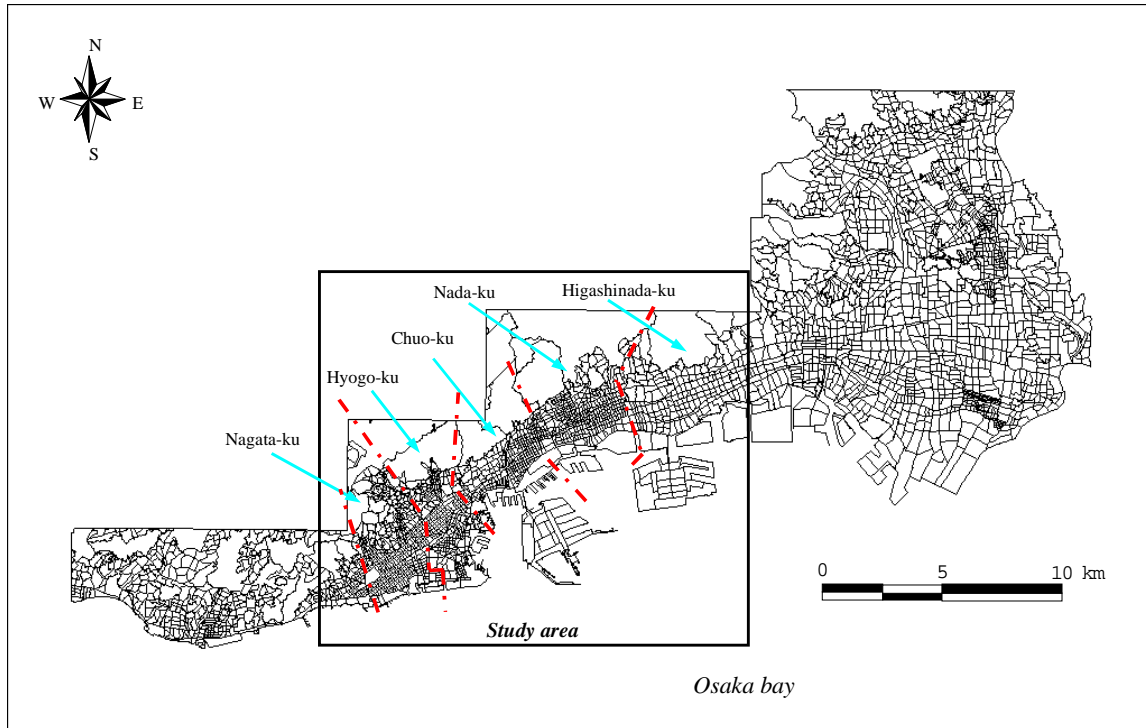 N
W E
S
Nada-ku
Higashinada-ku
Chuo-ku
Hyogo-ku
Nagata-ku
0 5 10 km
Study area
Osaka bay